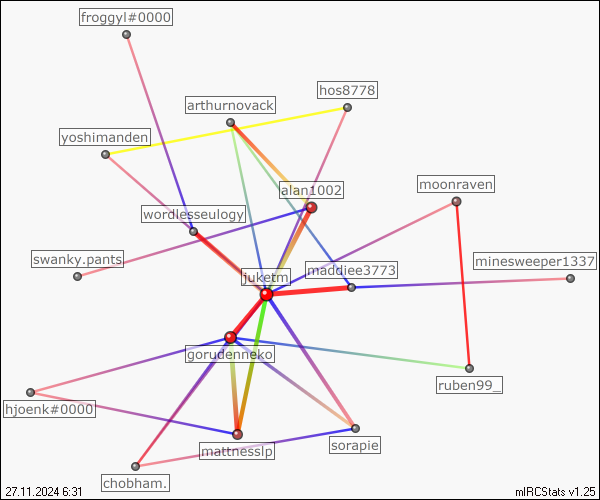 froggyl#0000
hos8778
arthurnovack
yoshimanden
alan1002
moonraven
wordlesseulogy
swanky.pants
juketm
maddiee3773
minesweeper1337
gorudenneko
ruben99_
hjoenk#0000
mattnesslp
sorapie
chobham.
27.11.2024 6:31
mIRCStats v1.25